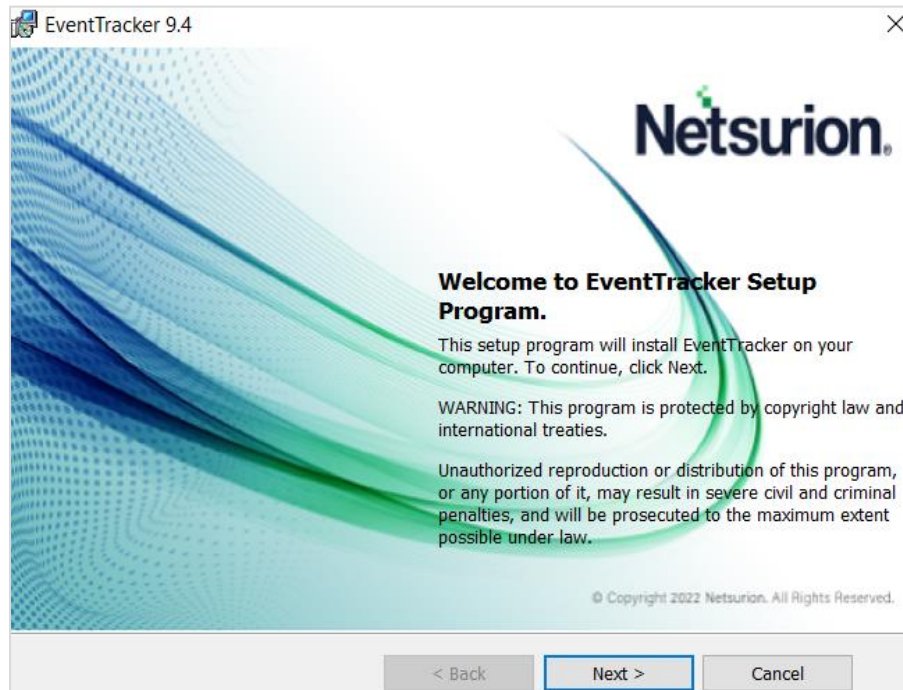 EventTracker 9.4
Netsurion®
Welcome to EventTracker Setup
Program.
This setup program will install EventTracker on your
computer. To continue, click Next.
WARNING: This program is protected by copyright law and
international treaties.
Unauthorized reproduction or distribution of this program,
or any portion of it, may result in severe civil and criminal
penalties, and will be prosecuted to the maximum extent
possible under law.
© Copyright 2022 Netsurion. All Rights Reserved.
< Back
Next >
Cancel